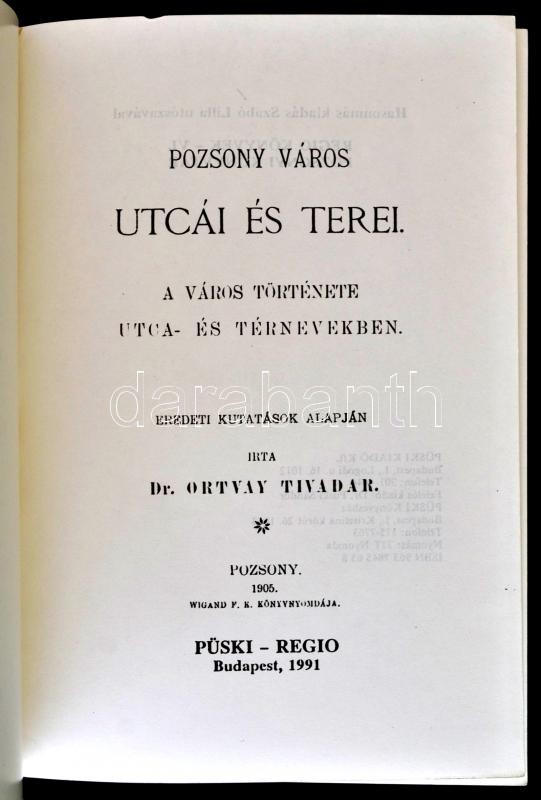 POZSONY VÁROS
UTCÁI ÉS TEREI.
A VÁROS TÖRTÉNETE
UTCA- ÉS TÉRNEVEKBEN.
darabanth
EREDETI KUTATÁSOK ALAPJÁN
IRTA
Dr. ORTVAY TIVADAR.
POZSONY.
1905.
WIGAND F. K. KÖNYVNYOMDÁJA.
PÜSKI – REGIO
Budapest, 1991